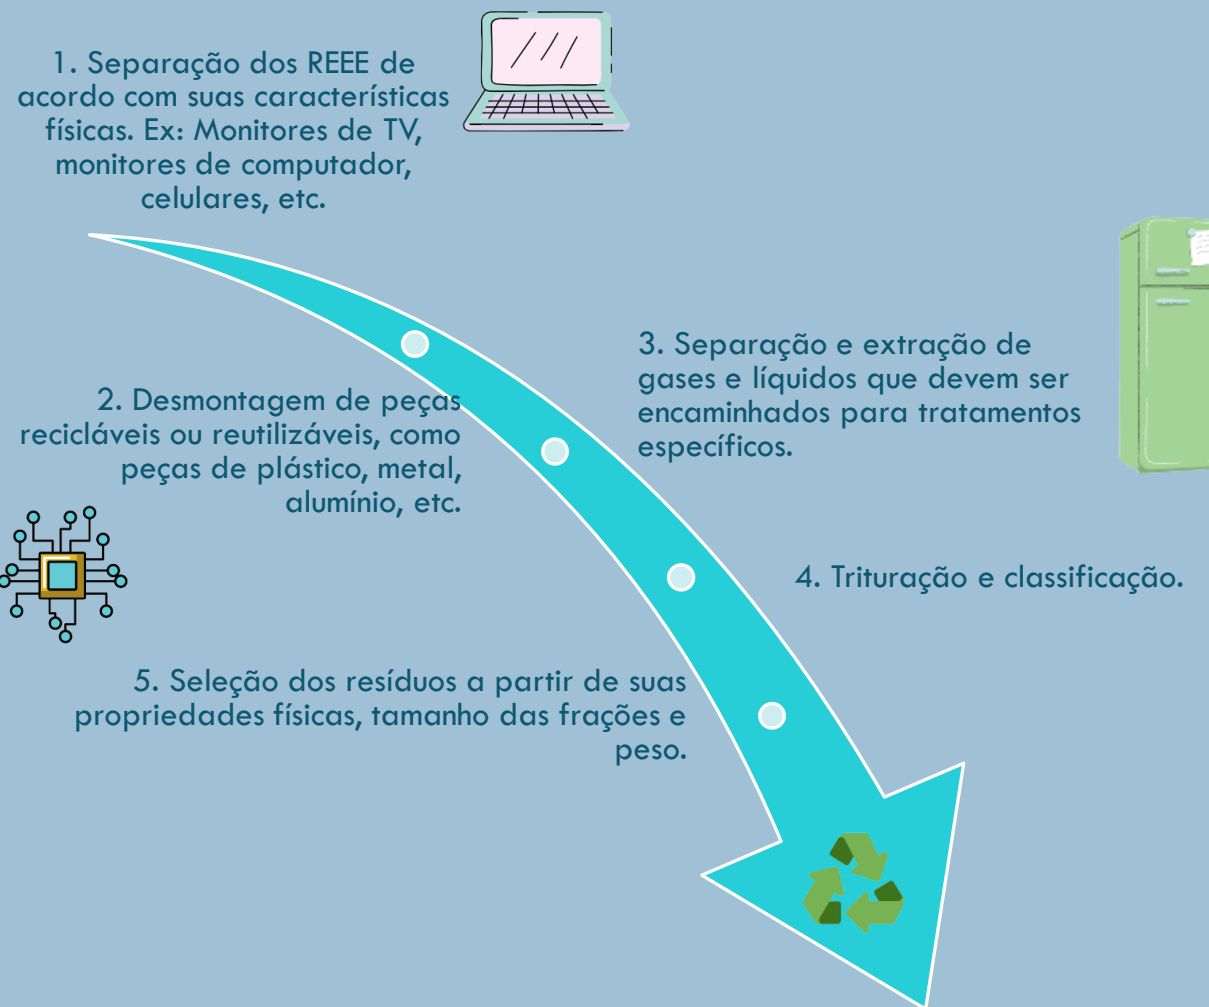 1. Separação dos REEE de
acordo com suas características
físicas. Ex: Monitores de TV,
monitores de computador,
celulares, etc.
2. Desmontagem de peças
recicláveis ou reutilizáveis, como
peças de plástico, metal,
alumínio, etc.
3. Separação e extração de
gases e líquidos que devem ser
encaminhados para tratamentos
específicos.
4. Trituração e classificação.
5. Seleção dos resíduos a partir de suas
propriedades físicas, tamanho das frações e
peso.